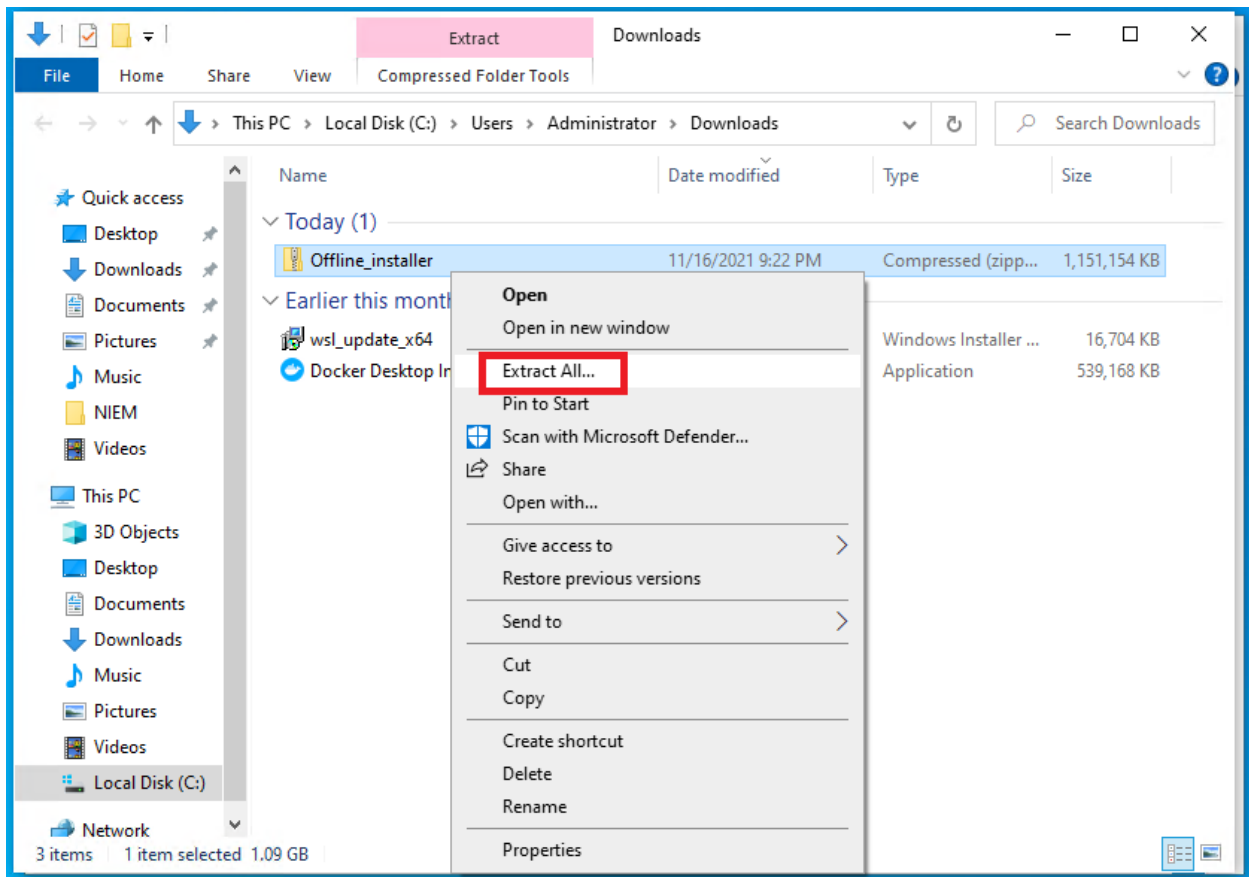 Extract
Downloads
File
Home
Share
View
Compressed Folder Tools
This PC > Local Disk (C:) > Users > Administrator > Downloads
Search Downloads
Name
Date modified
Type
Size
Quick access
Desktop
Downloads
Documents
Pictures
Music
NIEM
Videos
This PC
3D Objects
Desktop
Documents
Downloads
Music
Pictures
Videos
Local Disk (C:)
Network
Today (1)
Offline_installer 11/16/2021 9:22 PM Compressed (zipp... 1,151,154 KB
Earlier this month
wsl_update_x64 Windows Installer ... 16,704 KB
Docker Desktop In Application 539,168 KB
Open
Open in new window
Extract All...
Pin to Start
Scan with Microsoft Defender...
Share
Open with...
Give access to
Restore previous versions
Send to
Cut
Copy
Create shortcut
Delete
Rename
Properties
3 items 1 item selected 1.09 GB